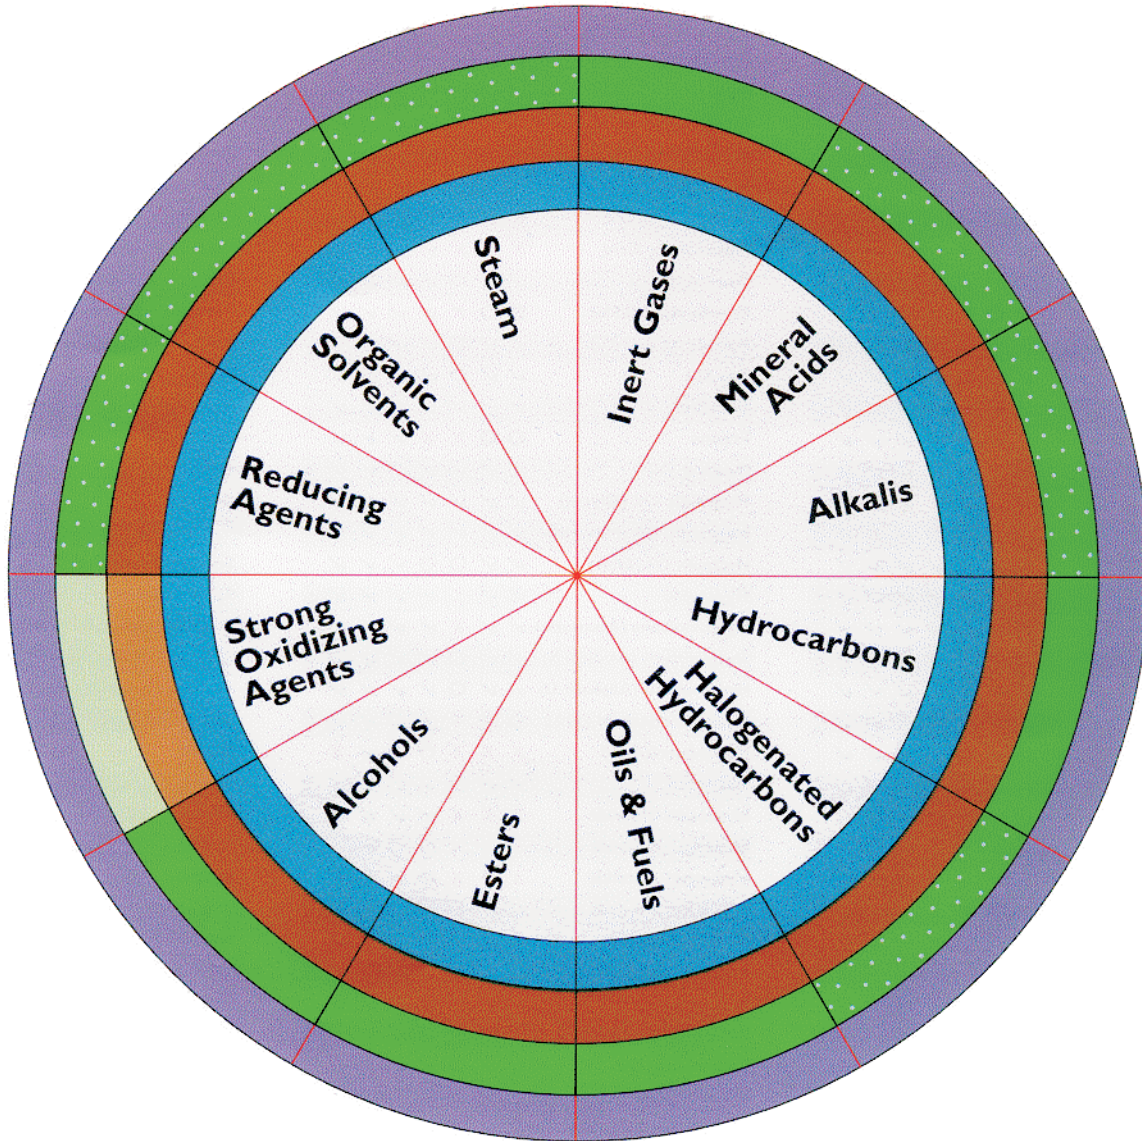 Steam
Inert Gases
Mineral
Acids
Alkalis
Hydrocarbons
Halogenated
Hydrocarbons
Oils & Fuels
Esters
Alcohols
Strong
Oxidizing
Agents
Reducing
Agents
Organic
Solvents